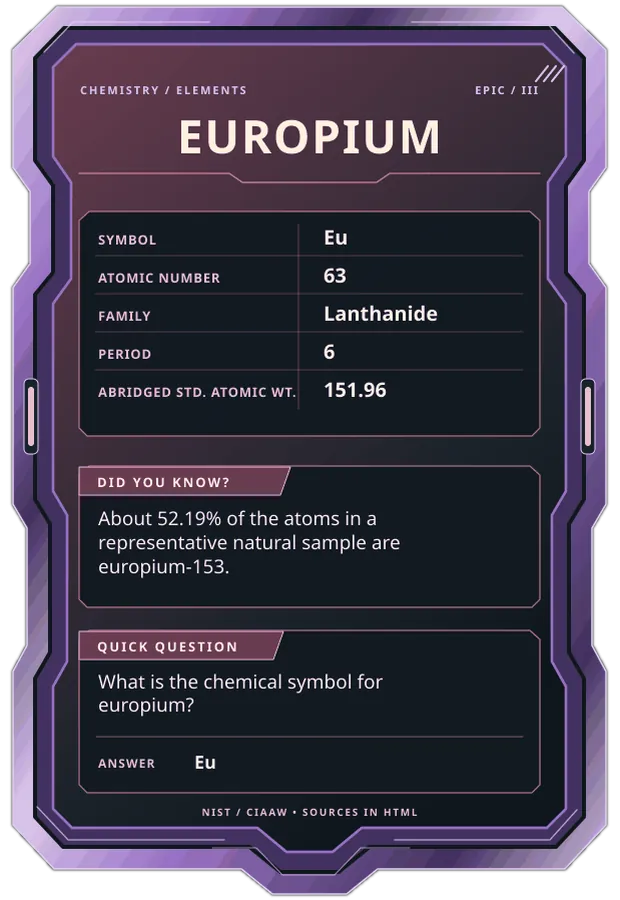 CHEMISTRY / ELEMENTS
EPIC / III
EUROPIUM
SYMBOL Eu
ATOMIC NUMBER 63
FAMILY Lanthanide
PERIOD 6
ABRIDGED STD. ATOMIC WT. 151.96
DID YOU KNOW?
About 52.19% of the atoms in a
representative natural sample are
europium-153.
QUICK QUESTION
What is the chemical symbol for
europium?
ANSWER Eu
NIST / CIAAW • SOURCES IN HTML